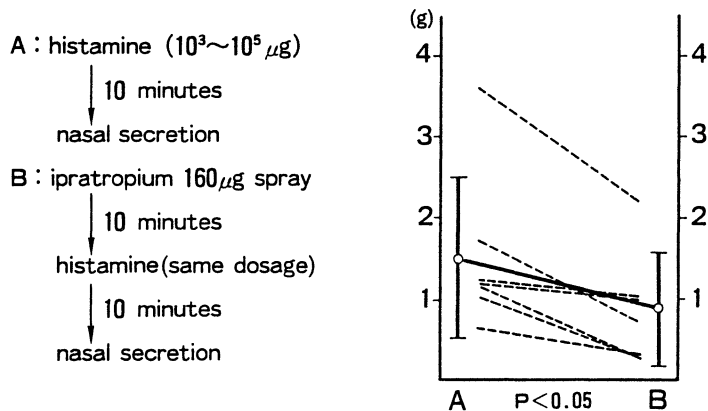 A : histamine (10³～10⁵ μg)
10 minutes
nasal secretion
B : ipratropium 160μg spray
10 minutes
histamine(same dosage)
10 minutes
nasal secretion
(g)
4
3
2
1
4
3
2
1
A P<0.05 B